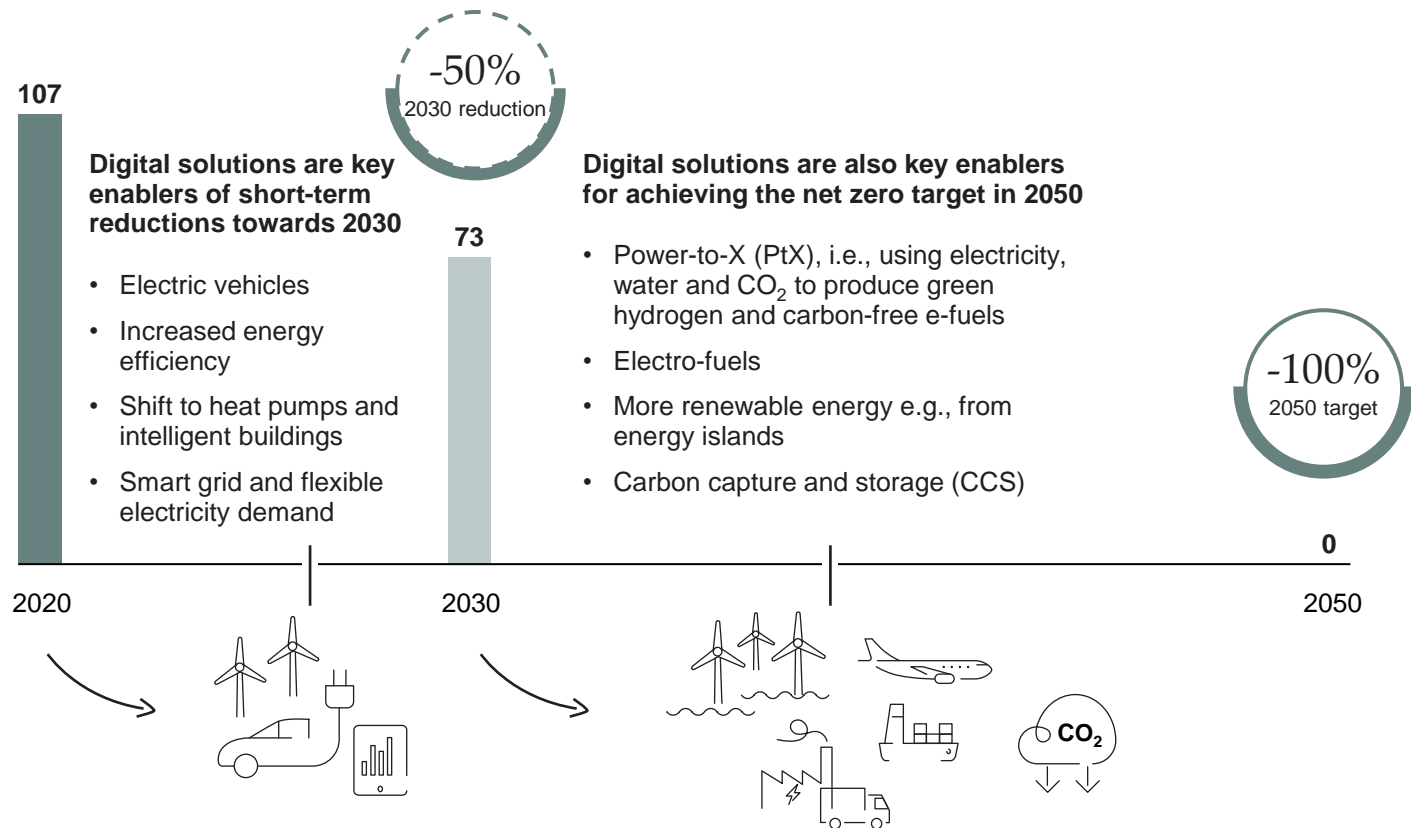 -50%
2030 reduction
107
Digital solutions are key
enablers of short-term
reductions towards 2030
• Electric vehicles
• Increased energy
efficiency
• Shift to heat pumps and
intelligent buildings
• Smart grid and flexible
electricity demand
73
Digital solutions are also key enablers
for achieving the net zero target in 2050
• Power-to-X (PtX), i.e., using electricity,
water and CO₂ to produce green
hydrogen and carbon-free e-fuels
• Electro-fuels
• More renewable energy e.g., from
energy islands
• Carbon capture and storage (CCS)
-100%
2050 target
0
2020
2030
2050
CO₂